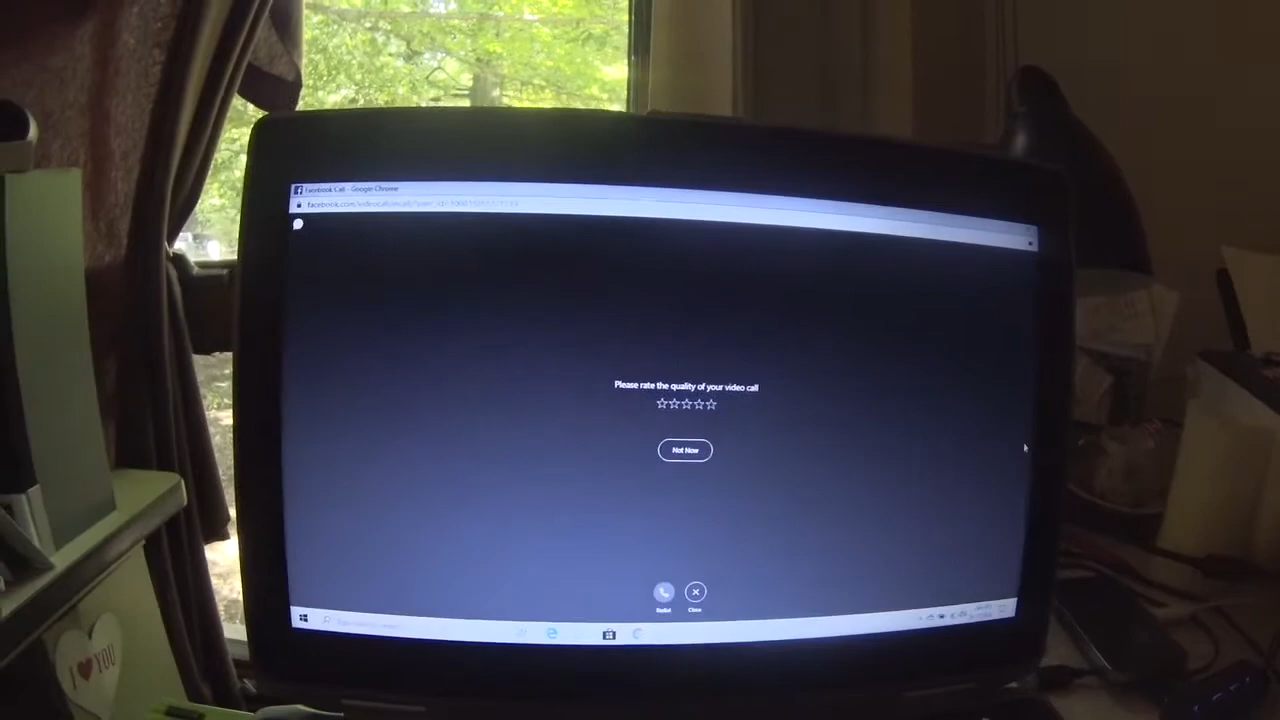 Facebook Call - Google Chrome
Please rate the quality of your video call
Not Now
Redial
Close
I ❤ YOU